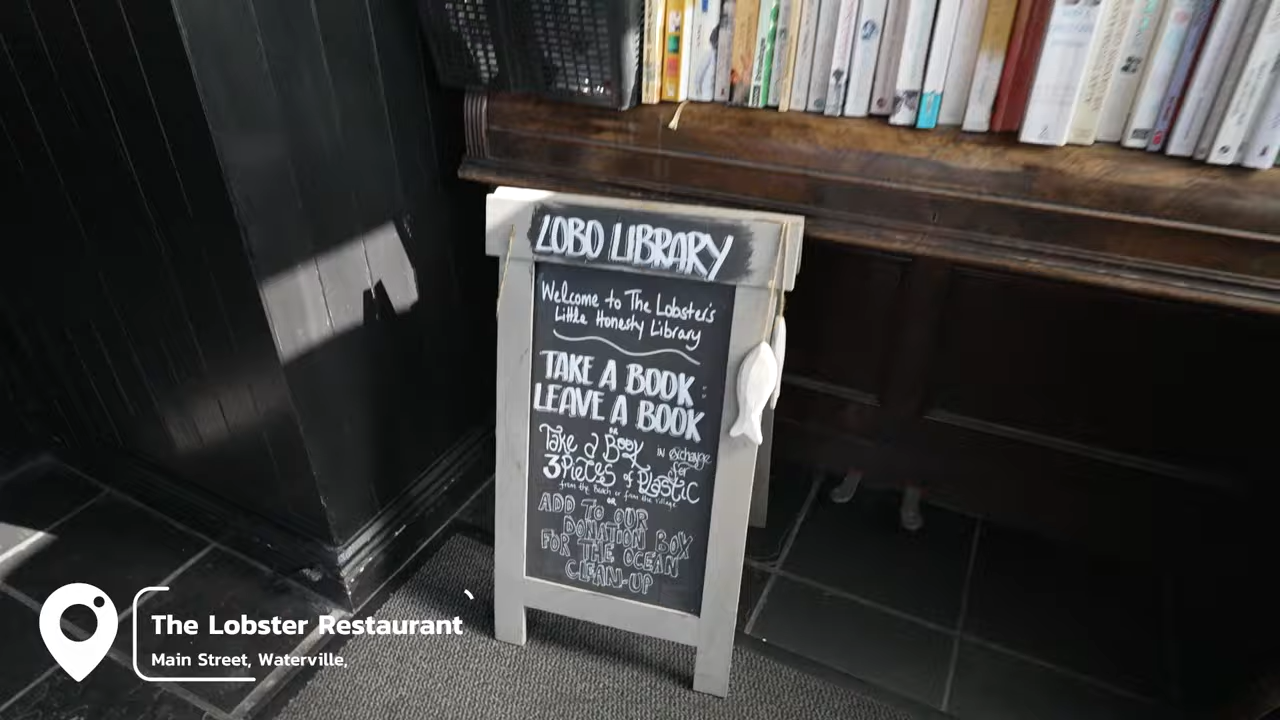 LOBO LIBRARY
Welcome to The Lobster's
Little Honesty Library
TAKE A BOOK :
LEAVE A BOOK
OR
Take a Book in exchange
for
3 Pieces of Plastic
from the Beach or from the village
OR
ADD TO OUR
DONATION BOX
FOR THE OCEAN
CLEAN-UP
The Lobster Restaurant
Main Street, Waterville,